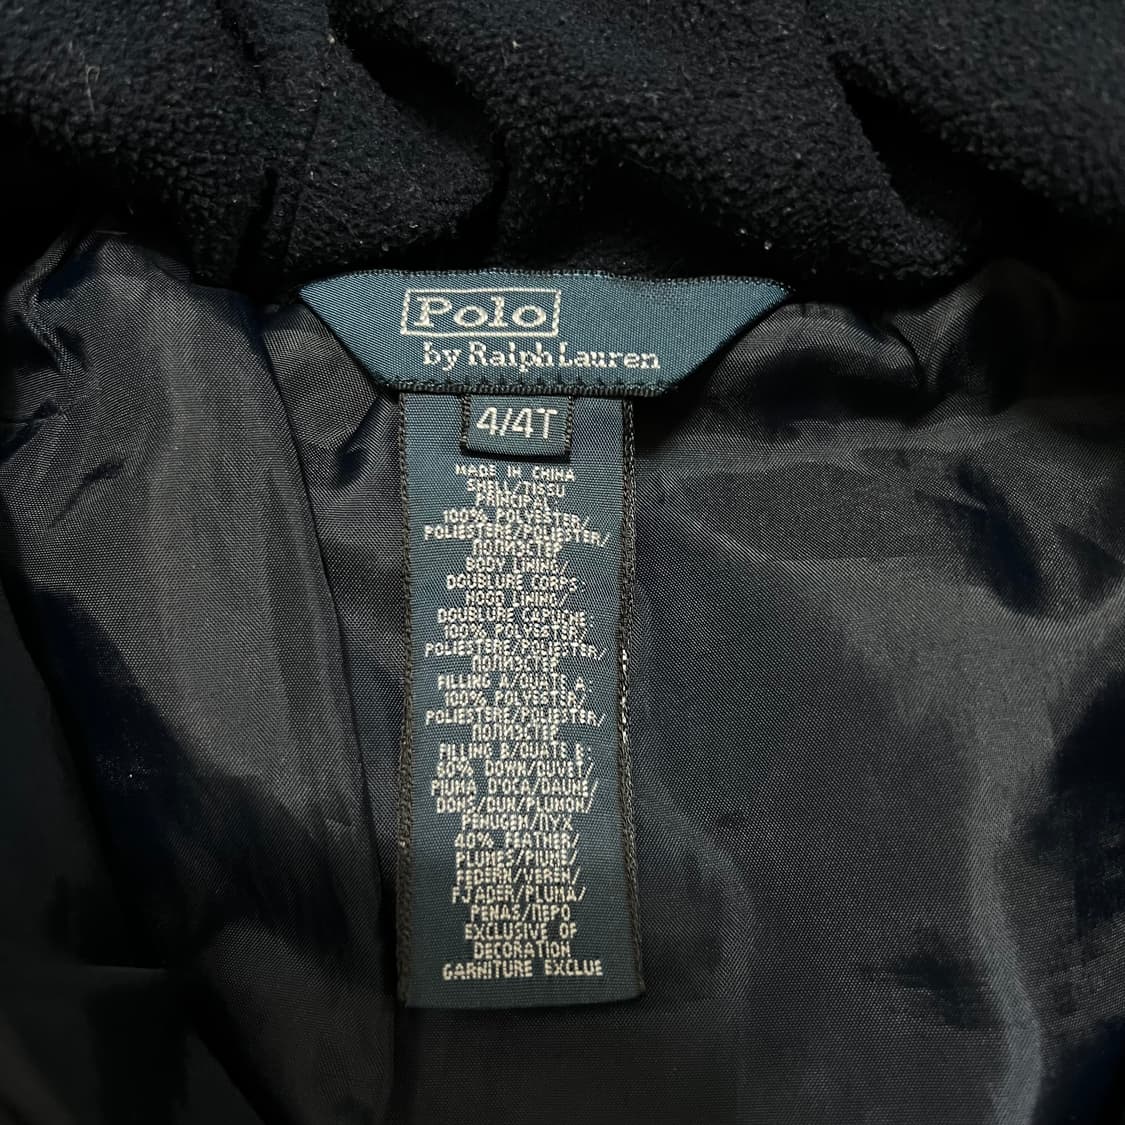 Polo
by Ralph Lauren
4/4T
MADE IN CHINA
SHELL/TISSU
PRINCIPAL:
100% POLYESTER/
POLIESTERE/POLIESTER/
ПОЛИЭСТЕР
BODY LINING/
DOUBLURE CORPS:
HOOD LINING/
DOUBLURE CAPUCHE
100% POLYESTER/
POLIESTERE/POLIESTER/
ПОЛИЭСТЕР
FILLING A/OUATE A:
100% POLYESTER/
POLIESTERE/POLIESTER/
ПОЛИЭСТЕР
FILLING B/OUATE B:
60% DOWN/DUVET/
PIUMA D'OCA/DAUNE/
DONS/DUN/PLUMON/
PENUGEM/ПУХ
40% FEATHER/
PLUMES/PIUME/
FEDERN/VEREN/
FJADER/PLUMA/
PENAS/ПЕРО
EXCLUSIVE OF
DECORATION
GARNITURE EXCLUE